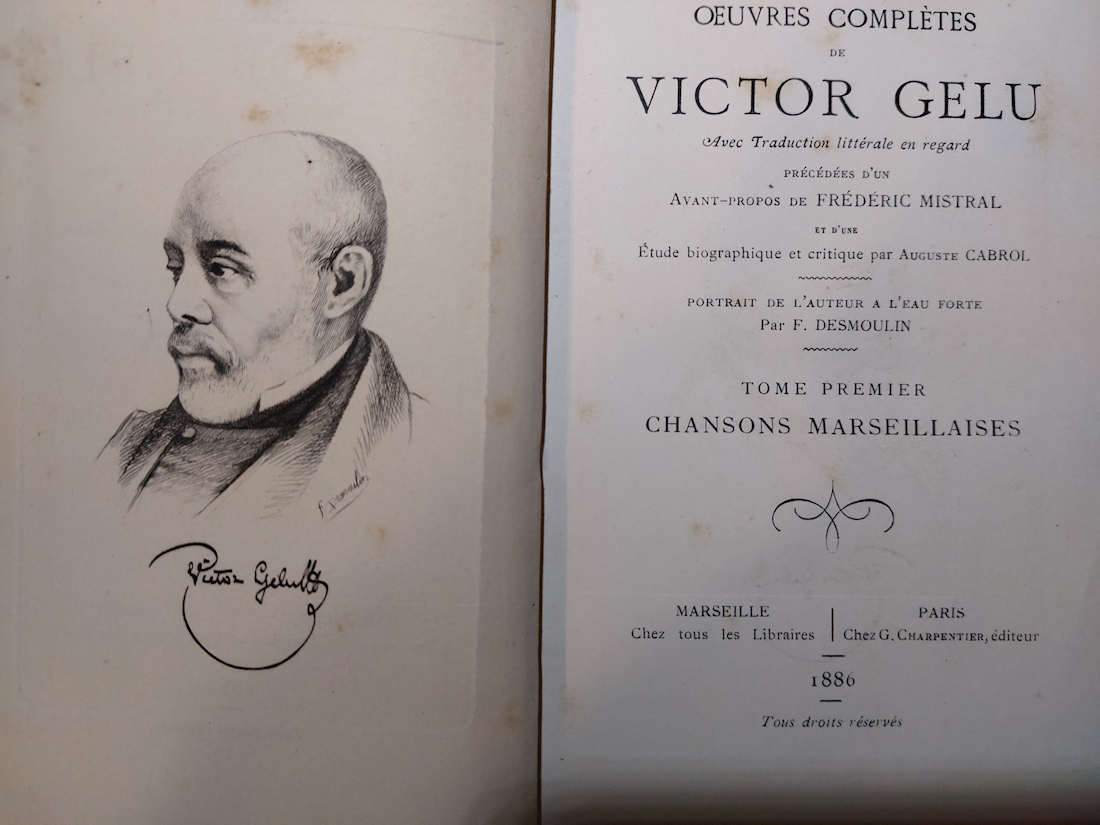 F. Desmoulin
Victor Gelu
OEUVRES COMPLÈTES
DE
VICTOR GELU
Avec Traduction littérale en regard
PRÉCÉDÉES D'UN
AVANT-PROPOS DE FRÉDÉRIC MISTRAL
ET D'UNE
Étude biographique et critique par AUGUSTE CABROL
PORTRAIT DE L'AUTEUR A L'EAU FORTE
Par F. DESMOULIN
TOME PREMIER
CHANSONS MARSEILLAISES
MARSEILLE
Chez tous les Libraires
PARIS
Chez G. CHARPENTIER, éditeur
1886
Tous droits réservés